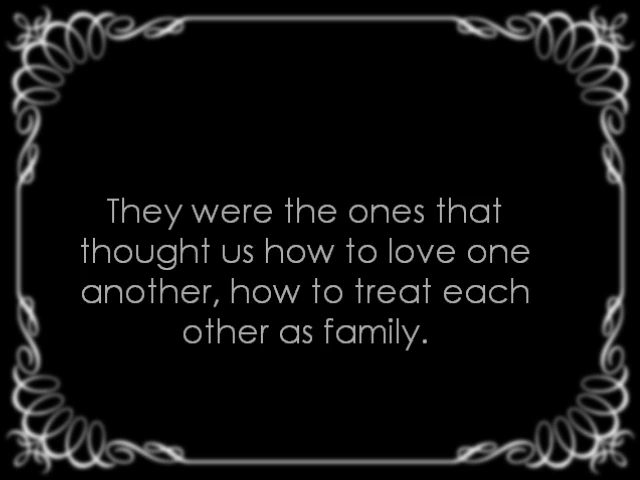 They were the ones that
thought us how to love one
another, how to treat each
other as family.